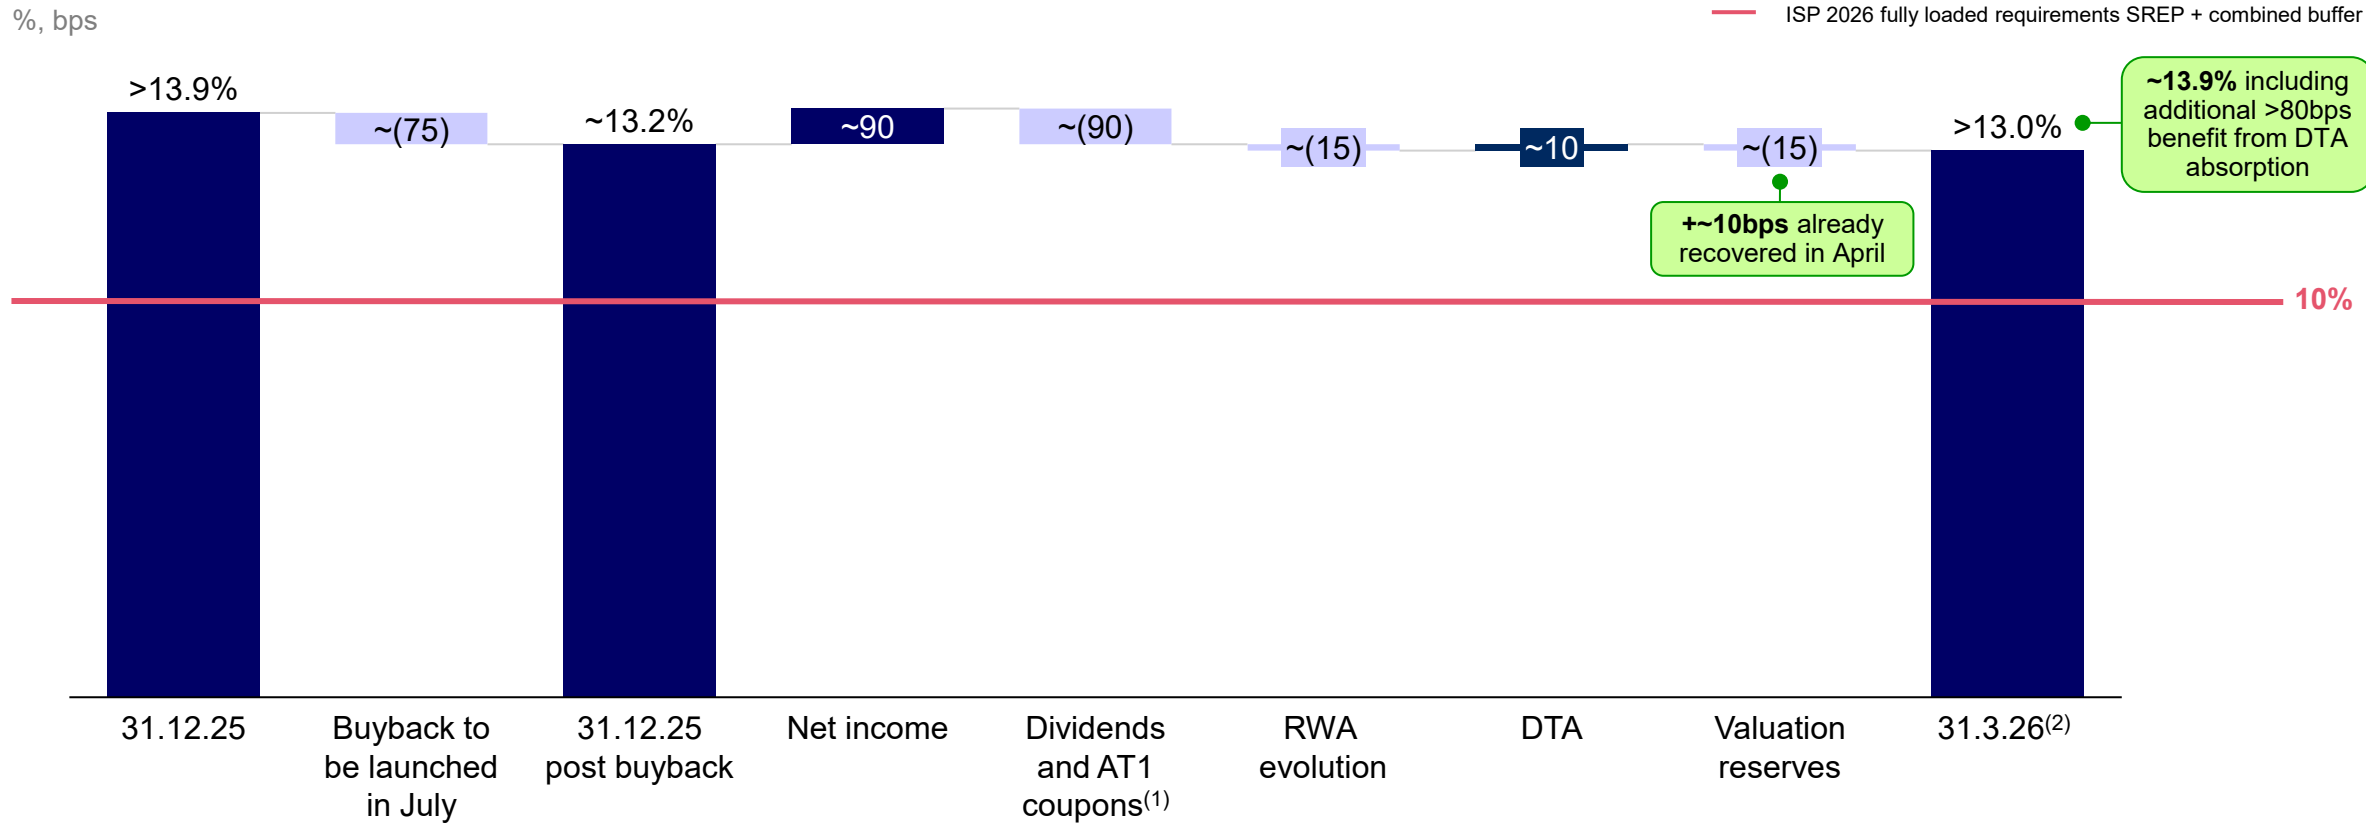 %, bps
ISP 2026 fully loaded requirements SREP + combined buffer
>13.9%
~(75)
~13.2%
~90
~(90)
~(15)
~10
~(15)
>13.0%
~13.9% including
additional >80bps
benefit from DTA
absorption
+~10bps already
recovered in April
10%
31.12.25
Buyback to
be launched
in July
31.12.25
post buyback
Net income
Dividends
and AT1
coupons(1)
RWA
evolution
DTA
Valuation
reserves
31.3.26(2)